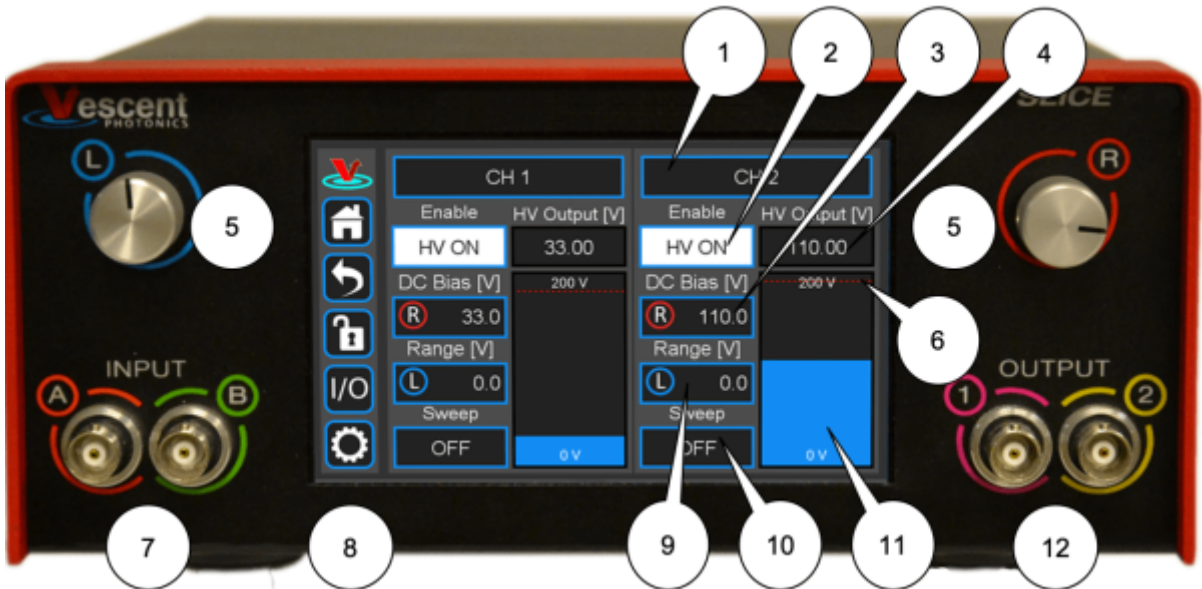 1
2
3
4
Vescent
PHOTONICS
SLICE
L
R
5
5
CH 1
CH 2
Enable
HV Output [V]
Enable
HV Output [V]
HV ON
33.00
HV ON
110.00
DC Bias [V]
200 V
DC Bias [V]
200 V
R 33.0
R 110.0
6
Range [V]
Range [V]
INPUT
OUTPUT
A
B
I/O
L 0.0
L 0.0
1
2
Sweep
Sweep
OFF
0 V
OFF
0 V
7
8
9
10
11
12